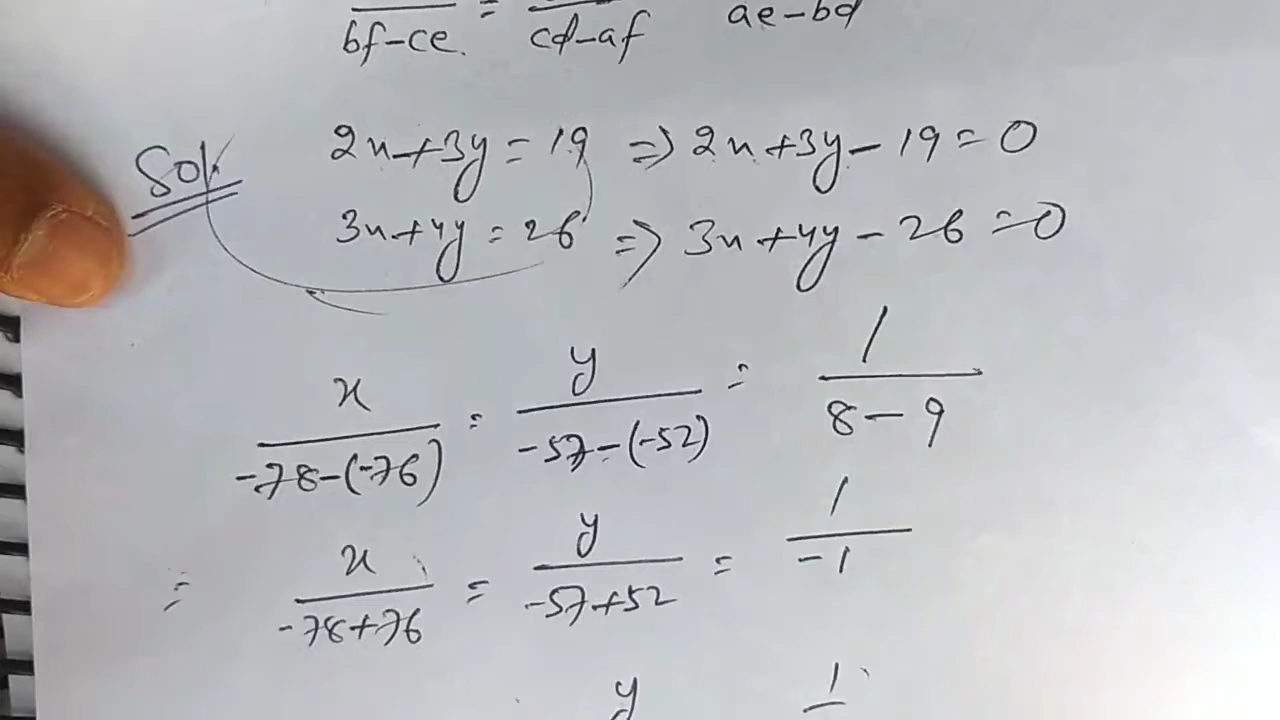 bf-ce = cd-af ae-bd
Sol 2x+3y=19 => 2x+3y-19=0
3x+4y=26 => 3x+4y-26=0
x/-78-(-76) = y/-57-(-52) = 1/8-9
= x/-78+76 = y/-57+52 = 1/-1
y 1